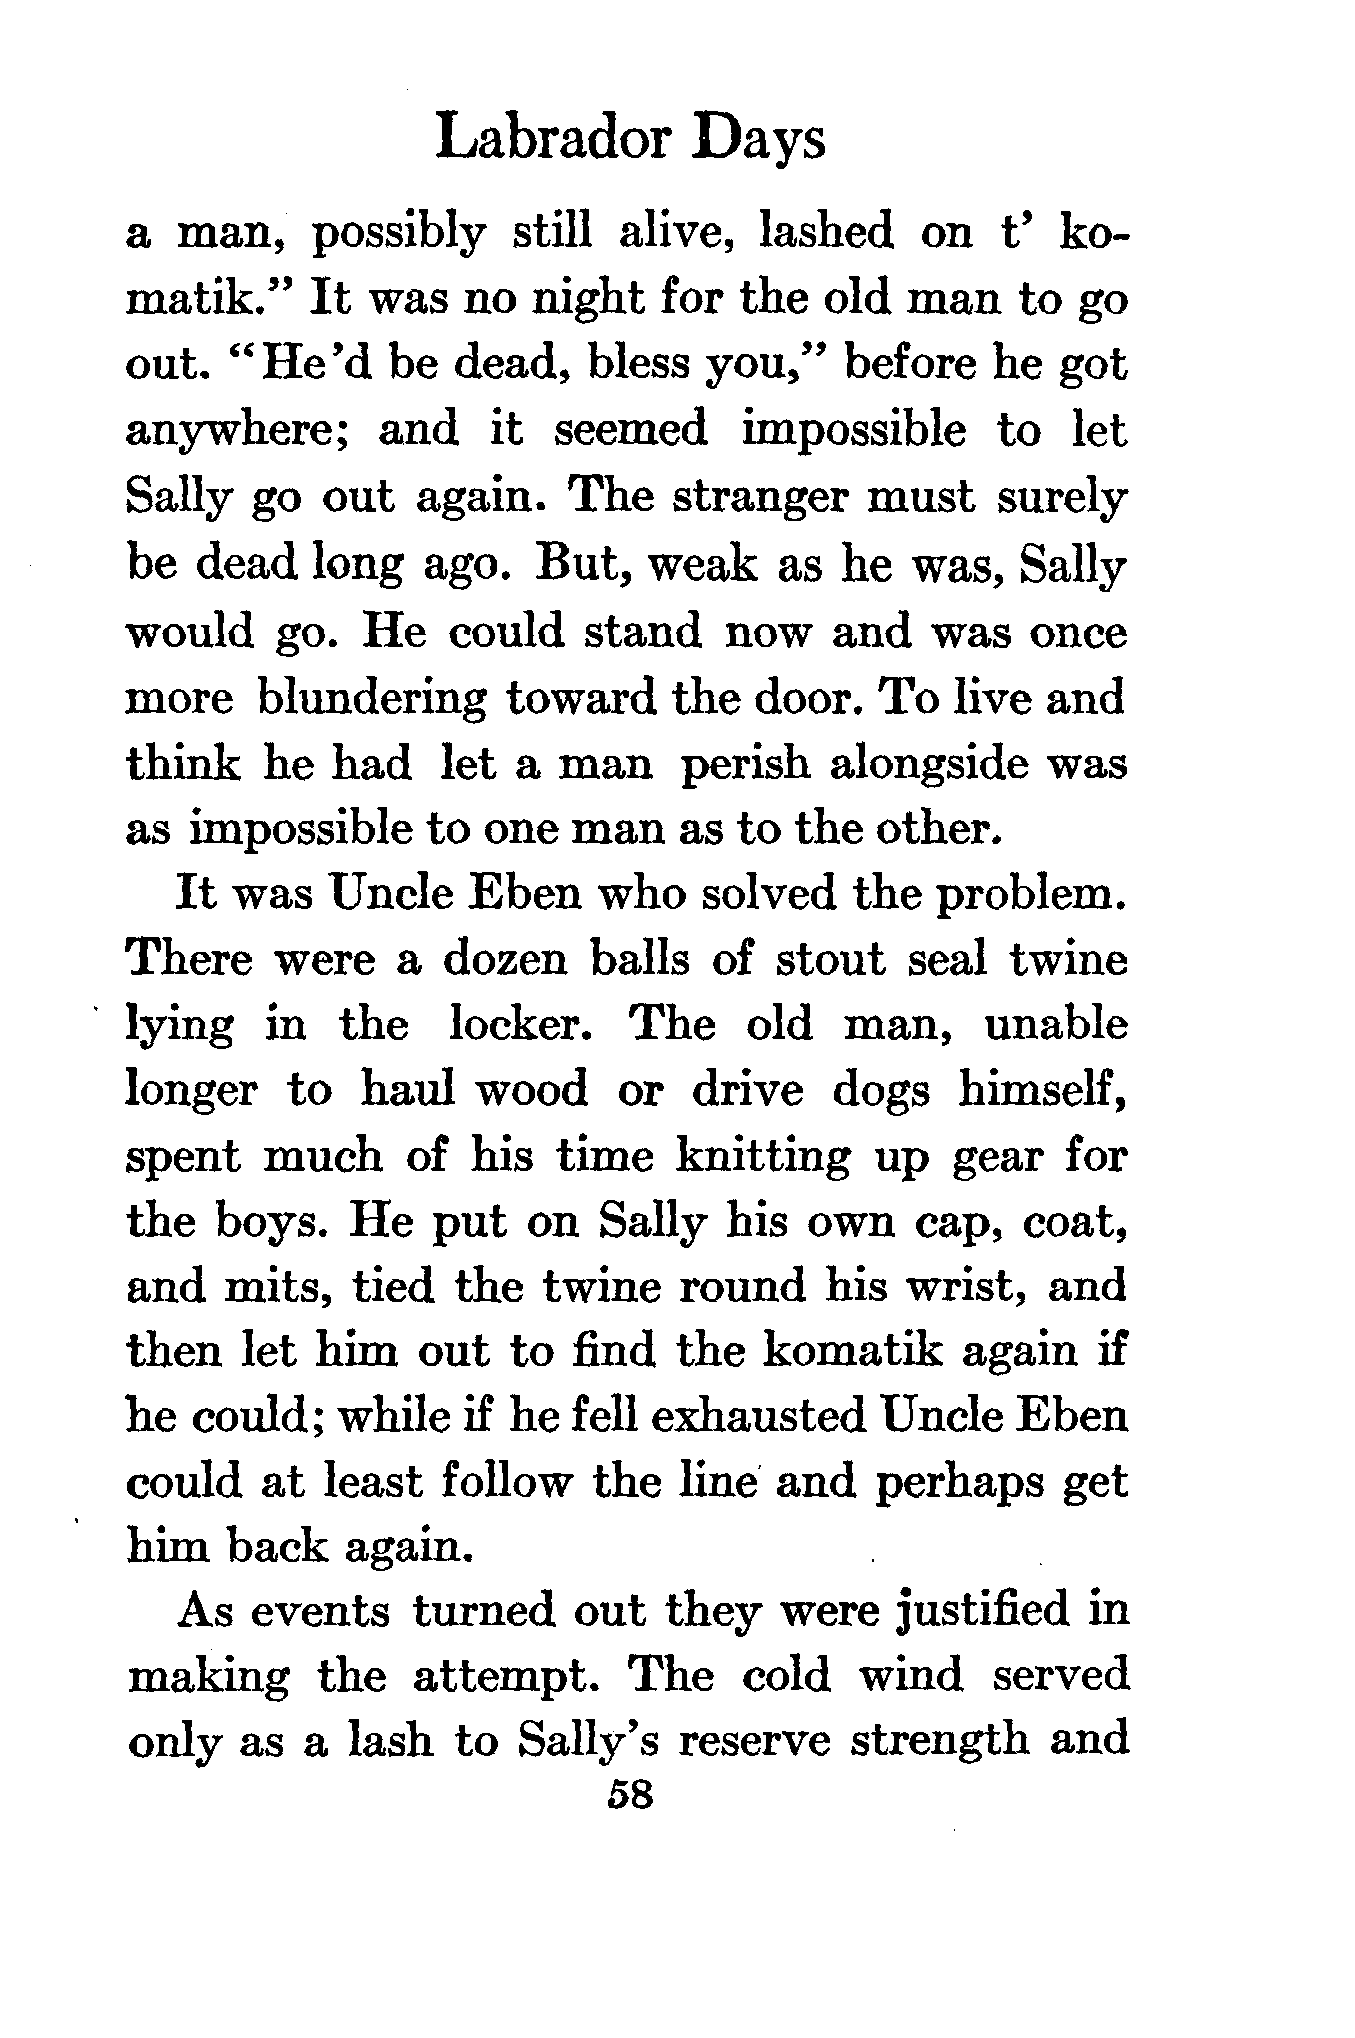 Labrador Days
a man, possibly still alive, lashed on t' ko-
matik." It was no night for the old man to go
out. "He'd be dead, bless you," before he got
anywhere; and it seemed impossible to let
Sally go out again. The stranger must surely
be dead long ago. But, weak as he was, Sally
would go. He could stand now and was once
more blundering toward the door. To live and
think he had let a man perish alongside was
as impossible to one man as to the other.
It was Uncle Eben who solved the problem.
There were a dozen balls of stout seal twine
lying in the locker. The old man, unable
longer to haul wood or drive dogs himself,
spent much of his time knitting up gear for
the boys. He put on Sally his own cap, coat,
and mits, tied the twine round his wrist, and
then let him out to find the komatik again if
he could; while if he fell exhausted Uncle Eben
could at least follow the line and perhaps get
him back again.
As events turned out they were justified in
making the attempt. The cold wind served
only as a lash to Sally's reserve strength and
58